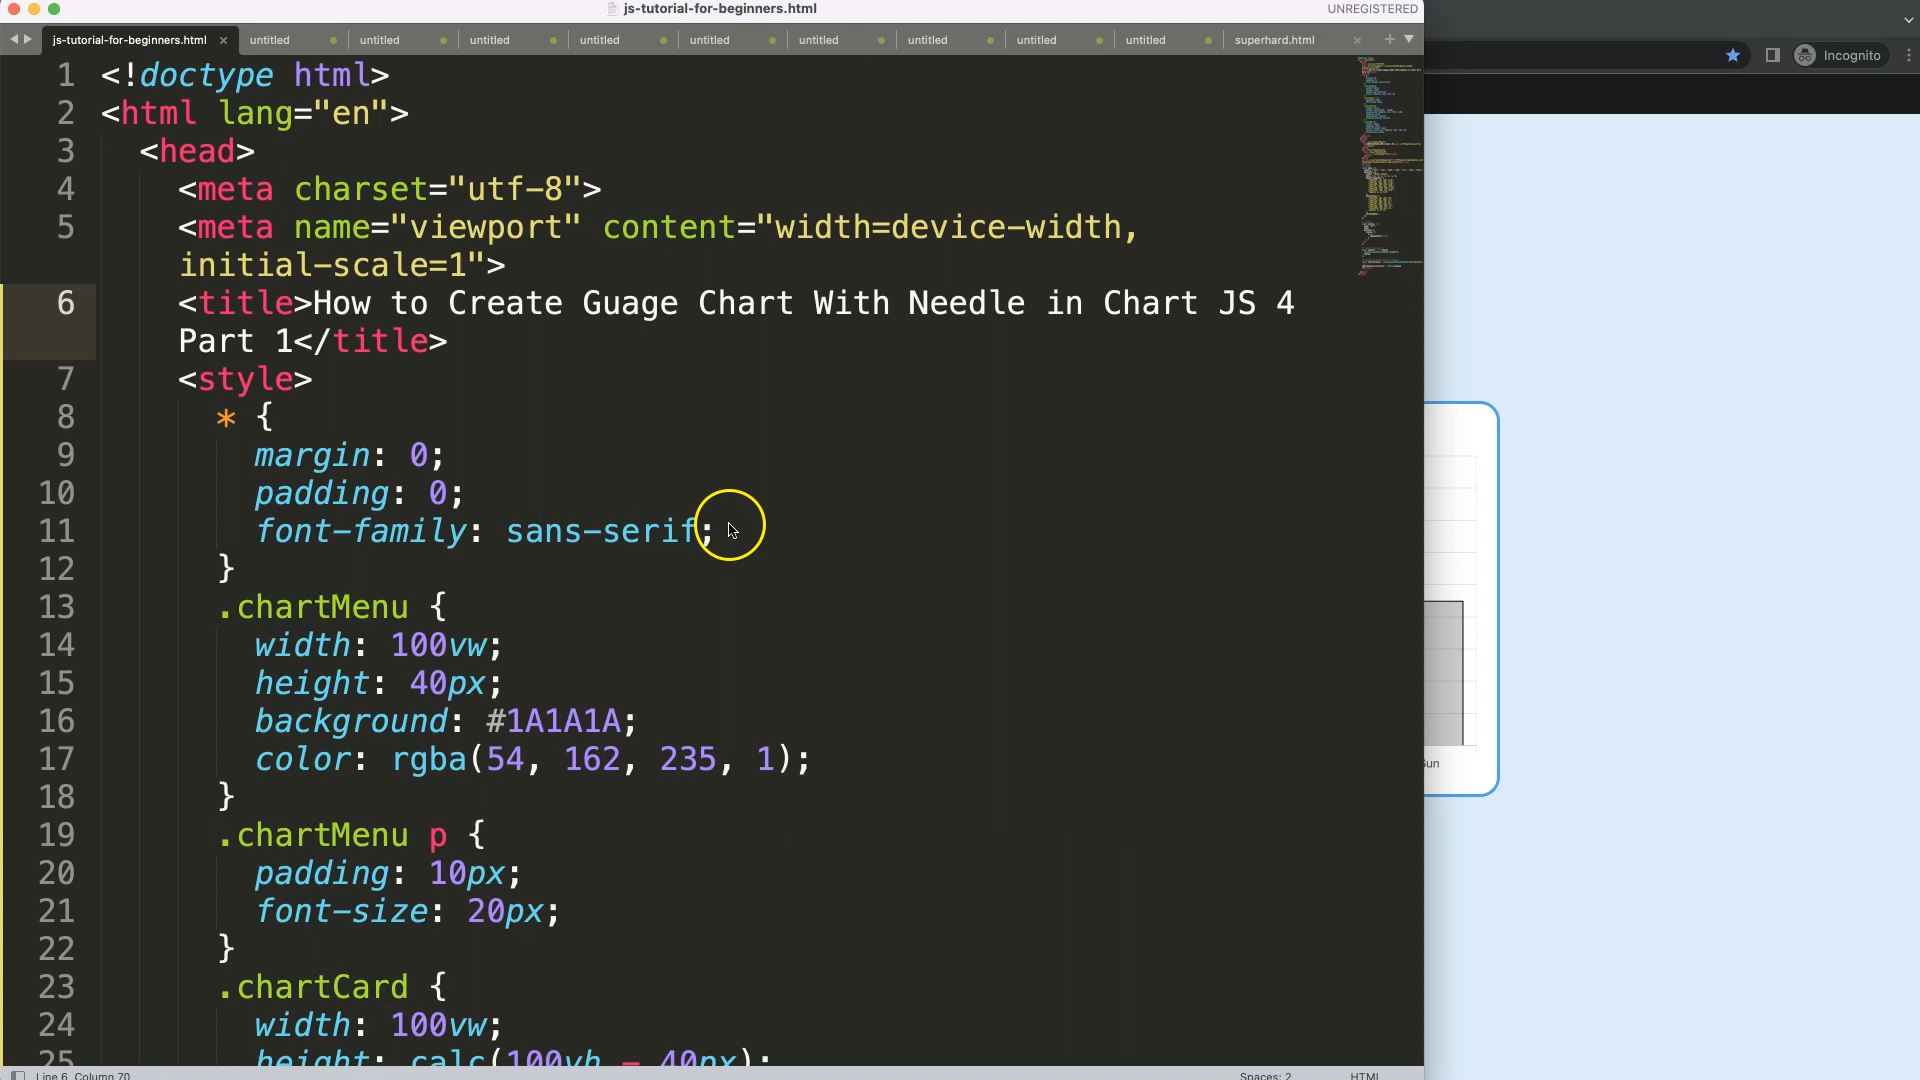 js-tutorial-for-beginners.html
UNREGISTERED
js-tutorial-for-beginners.html × untitled untitled untitled untitled untitled untitled untitled untitled untitled superhard.html × +
Incognito
1 <!doctype html>
2 <html lang="en">
3 <head>
4 <meta charset="utf-8">
5 <meta name="viewport" content="width=device-width,
initial-scale=1">
6 <title>How to Create Guage Chart With Needle in Chart JS 4
Part 1</title>
7 <style>
8 * {
9 margin: 0;
10 padding: 0;
11 font-family: sans-serif;
12 }
13 .chartMenu {
14 width: 100vw;
15 height: 40px;
16 background: #1A1A1A;
17 color: rgba(54, 162, 235, 1);
18 }
19 .chartMenu p {
20 padding: 10px;
21 font-size: 20px;
22 }
23 .chartCard {
24 width: 100vw;
25 height: calc(100vh - 40px);
Sun
Line 6, Column 70
Spaces: 2
HTML